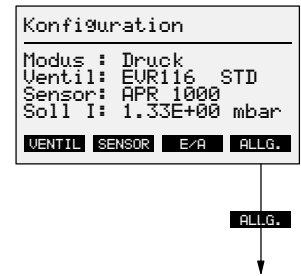 Konfiguration
Modus : Druck
Ventil: EVR116 STD
Sensor: APR 1000
Soll I: 1.33E+00 mbar
VENTIL SENSOR E/A ALLG.
ALLG.